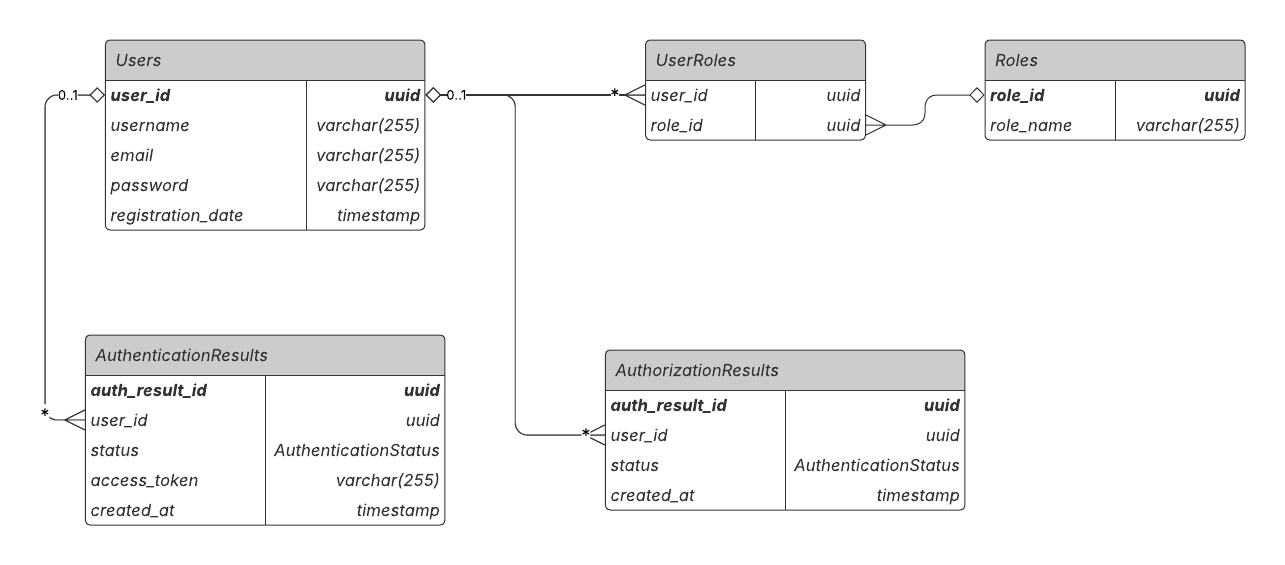 Users
0..1
user_id uuid
0..1
username varchar(255)
email varchar(255)
password varchar(255)
registration_date timestamp
UserRoles
*
user_id uuid
role_id uuid
Roles
role_id uuid
role_name varchar(255)
AuthenticationResults
auth_result_id uuid
*
user_id uuid
status AuthenticationStatus
access_token varchar(255)
created_at timestamp
AuthorizationResults
auth_result_id uuid
*
user_id uuid
status AuthenticationStatus
created_at timestamp